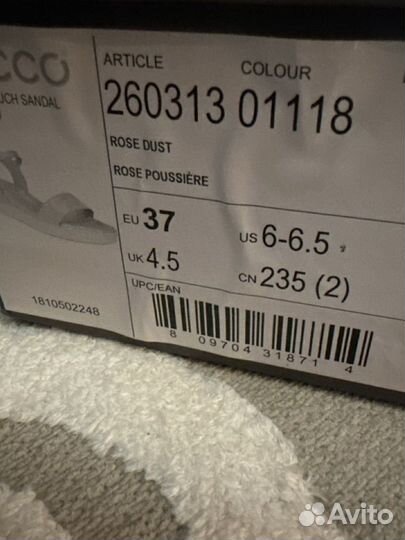 CCO
UCH SANDAL
ARTICLE
COLOUR
260313 01118
ROSE DUST
ROSE POUSSIÈRE
EU 37
US 6-6.5
UK 4.5
CN 235 (2)
1810502248
UPC/EAN
8 09704 31871 4
Avito